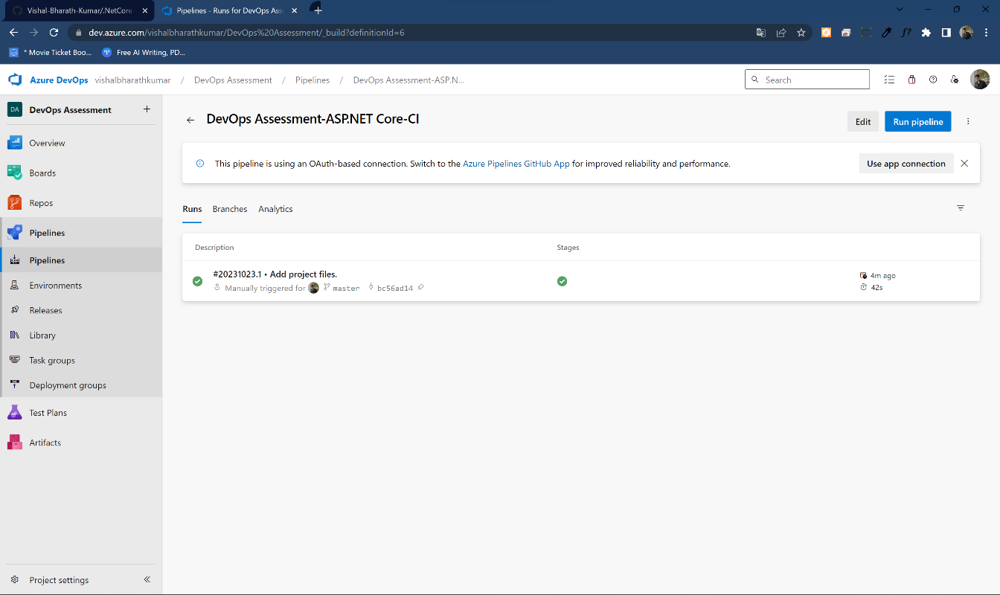 Vishal-Bharath-Kumar/.NetCore
Pipelines - Runs for DevOps Ass
dev.azure.com/vishalbharathkumar/DevOps%20Assessment/_build?definitionId=6
f?
* Movie Ticket Boo...
Free AI Writing, PD...
Azure DevOps vishalbharathkumar / DevOps Assessment / Pipelines / DevOps Assessment-ASP.N...
Search
DA DevOps Assessment
Overview
Boards
Repos
Pipelines
Pipelines
Environments
Releases
Library
Task groups
Deployment groups
Test Plans
Artifacts
Project settings
DevOps Assessment-ASP.NET Core-CI
Edit
Run pipeline
This pipeline is using an OAuth-based connection. Switch to the Azure Pipelines GitHub App for improved reliability and performance.
Use app connection
Runs Branches Analytics
Description Stages
#20231023.1 • Add project files.
Manually triggered for master bc56ad14
4m ago
42s